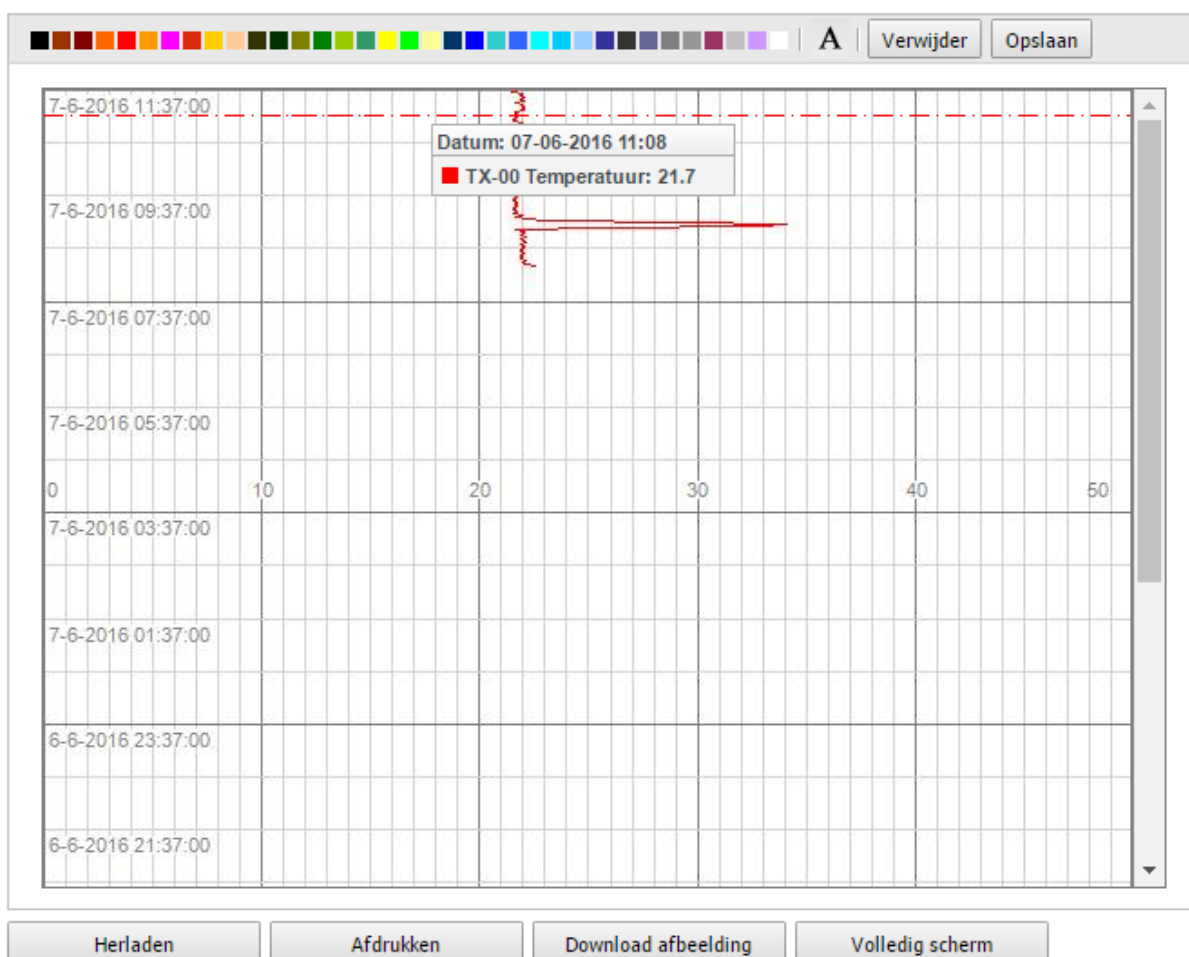 A Verwijder Opslaan
7-6-2016 11:37:00
Datum: 07-06-2016 11:08
TX-00 Temperatuur: 21.7
7-6-2016 09:37:00
7-6-2016 07:37:00
7-6-2016 05:37:00
0 10 20 30 40 50
7-6-2016 03:37:00
7-6-2016 01:37:00
6-6-2016 23:37:00
6-6-2016 21:37:00
Herladen Afdrukken Download afbeelding Volledig scherm